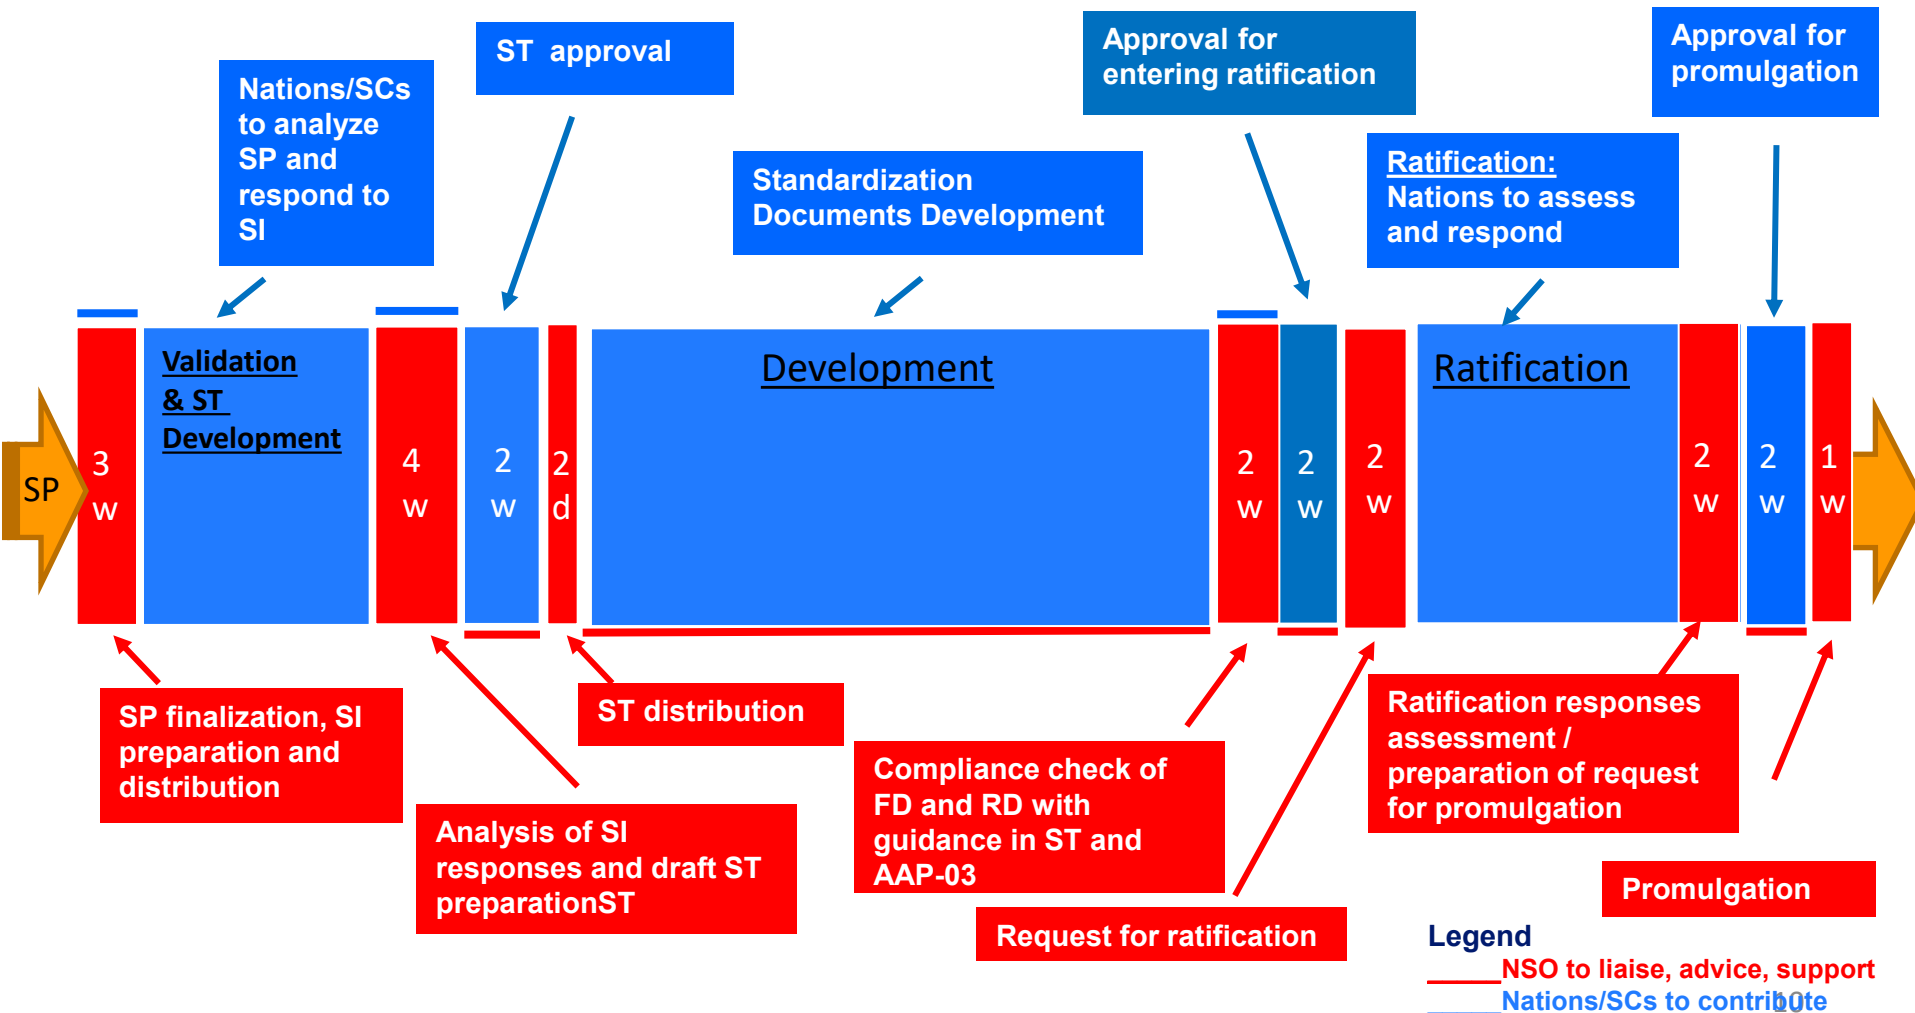 ST  approval
Nations/SCs
to analyze
SP and
respond to
SI
Standardization
Documents Development
Approval for
entering ratification
Ratification:
Nations to assess
and respond
Approval for
promulgation
SP
3
w
Validation
& ST
Development
4
w
2
w
2
d
Development
2
w
2
w
2
w
Ratification
2
w
2
w
1
w
SP finalization, SI
preparation and
distribution
Analysis of SI
responses and draft ST
preparationST
ST distribution
Compliance check of
FD and RD with
guidance in ST and
AAP-03
Request for ratification
Ratification responses
assessment /
preparation of request
for promulgation
Promulgation
Legend
_____NSO to liaise, advice, support
_____Nations/SCs to contribute
10